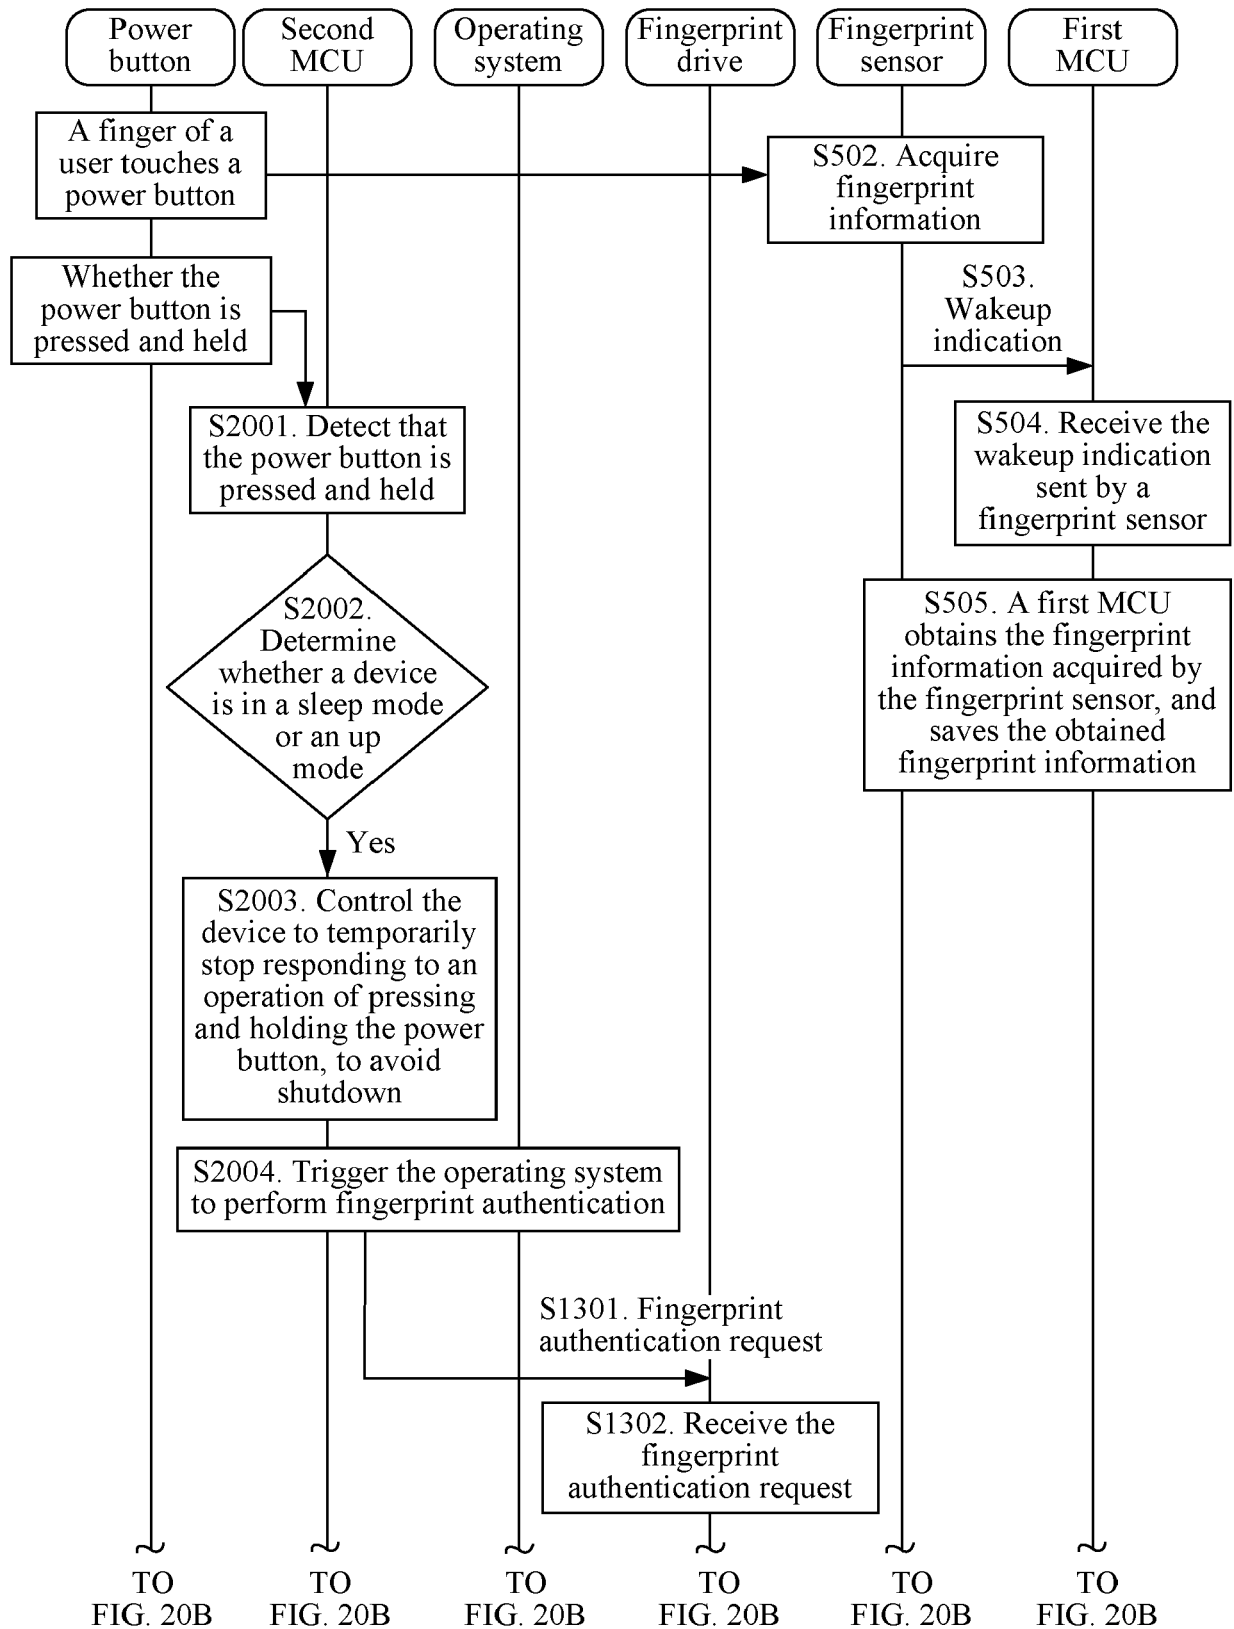 Power
button
Second
MCU
Operating
system
Fingerprint
drive
Fingerprint
sensor
First
MCU
A finger of a
user touches a
power button
S502. Acquire
fingerprint
information
Whether the
power button is
pressed and held
S503.
Wakeup
indication
S2001. Detect that
the power button is
pressed and held
S504. Receive the
wakeup indication
sent by a
fingerprint sensor
S2002.
Determine
whether a device
is in a sleep mode
or an up
mode
S505. A first MCU
obtains the fingerprint
information acquired by
the fingerprint sensor, and
saves the obtained
fingerprint information
Yes
S2003. Control the
device to temporarily
stop responding to an
operation of pressing
and holding the power
button, to avoid
shutdown
S2004. Trigger the operating system
to perform fingerprint authentication
S1301. Fingerprint
authentication request
S1302. Receive the
fingerprint
authentication request
TO
FIG. 20B
TO
FIG. 20B
TO
FIG. 20B
TO
FIG. 20B
TO
FIG. 20B
TO
FIG. 20B